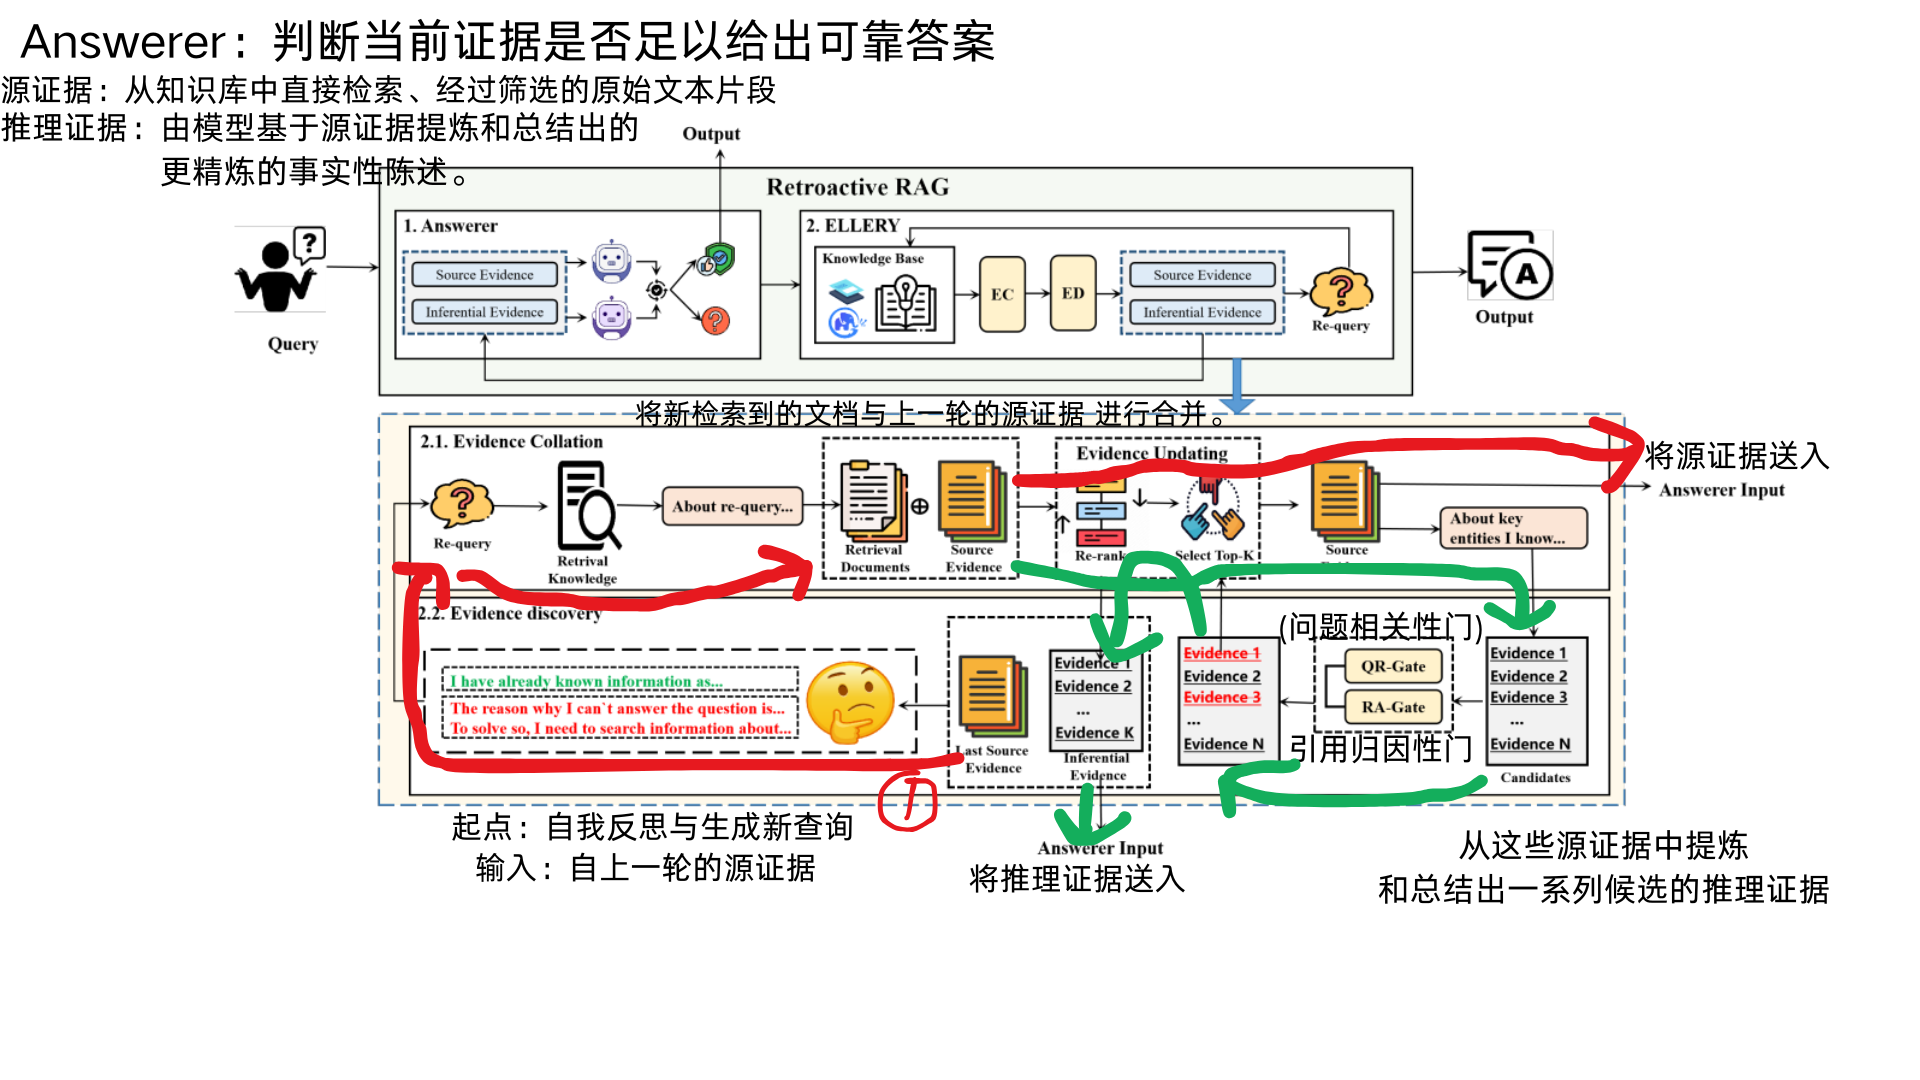 Answerer：判断当前证据是否足以给出可靠答案
源证据：从知识库中直接检索、经过筛选的原始文本片段
推理证据：由模型基于源证据提炼和总结出的
更精炼的事实性陈述。
Output
Retroactive RAG
1. Answerer
Source Evidence
Inferential Evidence
2. ELLERY
Knowledge Base
EC
ED
Source Evidence
Inferential Evidence
Re-query
Query
?
A
Output
将新检索到的文档与上一轮的源证据 进行合并。
2.1. Evidence Collation
Re-query
Retrival
Knowledge
About re-query...
Retrieval
Documents
Source
Evidence
Evidence Updating
Re-rank
Select Top-K
Source
将源证据送入
Answerer Input
About key
entities I know...
2.2. Evidence discovery
I have already known information as...
The reason why I can`t answer the question is...
To solve so, I need to search information about...
Last Source
Evidence
Evidence 1
Evidence 2
...
Evidence K
Inferential
Evidence
Evidence 1
Evidence 2
Evidence 3
...
Evidence N
(问题相关性门)
QR-Gate
RA-Gate
引用归因性门
Evidence 1
Evidence 2
Evidence 3
...
Evidence N
Candidates
①
起点：自我反思与生成新查询
输入：自上一轮的源证据
Answerer Input
将推理证据送入
从这些源证据中提炼
和总结出一系列候选的推理证据